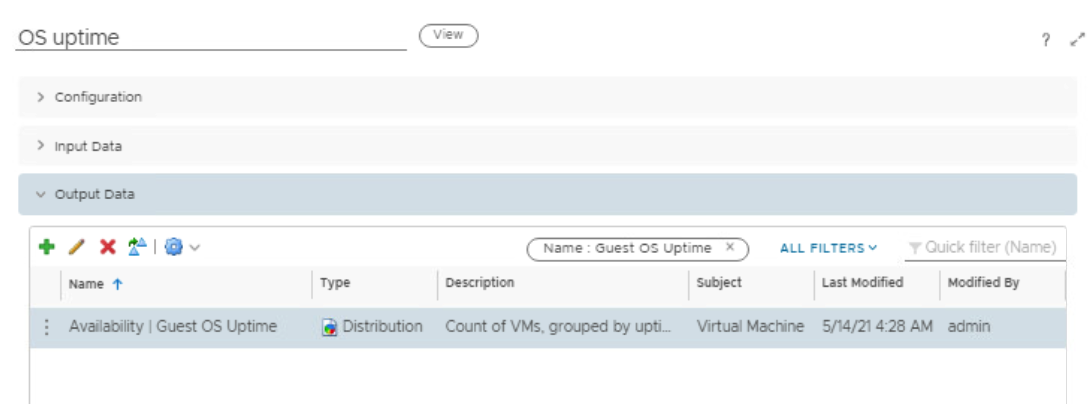 OS uptime
View
?
Configuration
Input Data
Output Data
Name : Guest OS Uptime ×
ALL FILTERS
Quick filter (Name)
Name Type Description Subject Last Modified Modified By
Availability | Guest OS Uptime Distribution Count of VMs, grouped by upti... Virtual Machine 5/14/21 4:28 AM admin